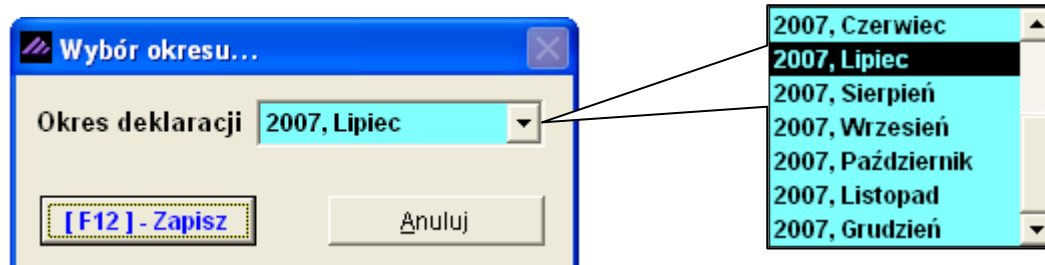 Wybór okresu...
Okres deklaracji 2007, Lipiec
[ F12 ] - Zapisz Anuluj
2007, Czerwiec
2007, Lipiec
2007, Sierpień
2007, Wrzesień
2007, Październik
2007, Listopad
2007, Grudzień